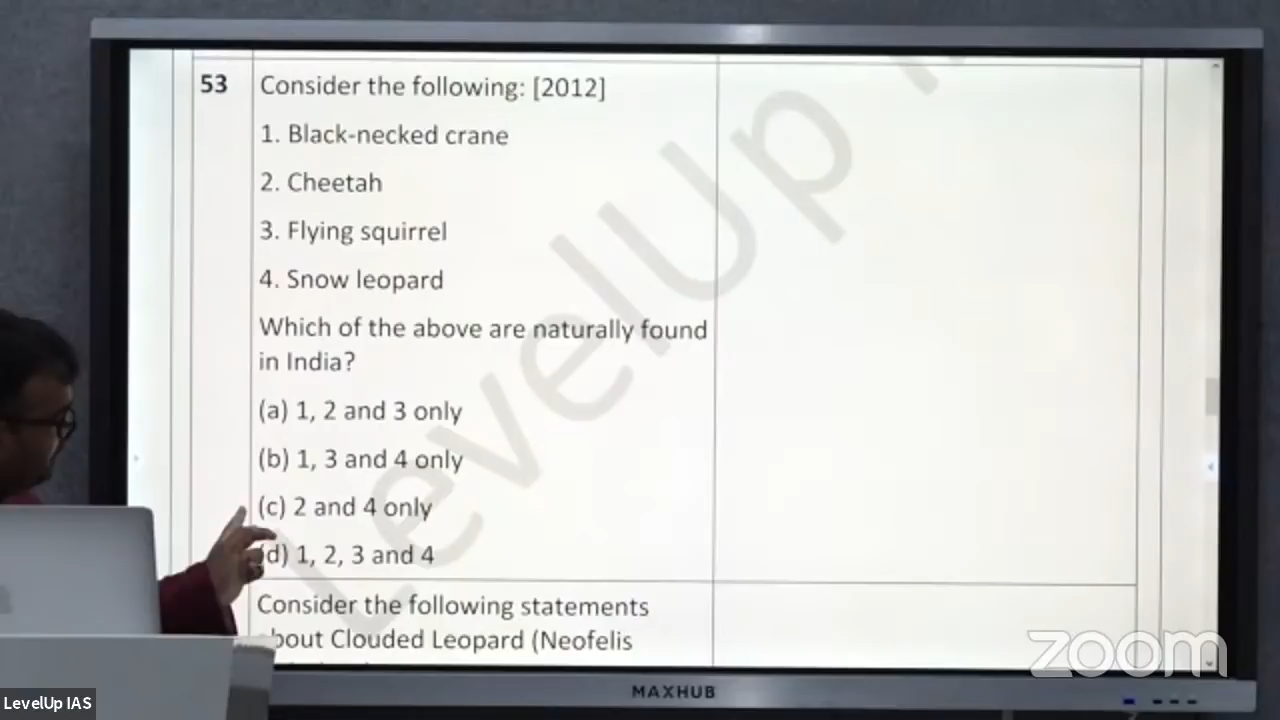 53 Consider the following: [2012]
1. Black-necked crane
2. Cheetah
3. Flying squirrel
4. Snow leopard
Which of the above are naturally found
in India?
(a) 1, 2 and 3 only
(b) 1, 3 and 4 only
(c) 2 and 4 only
(d) 1, 2, 3 and 4
Consider the following statements
about Clouded Leopard (Neofelis
LevelUp
zoom
MAXHUB
LevelUp IAS